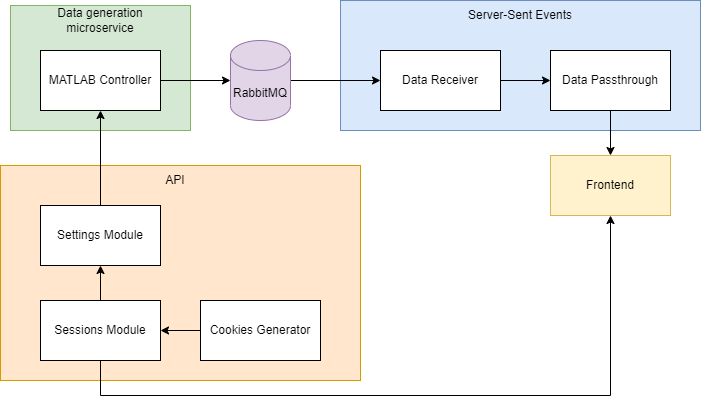 Data generation
microservice
Server-Sent Events
MATLAB Controller
RabbitMQ
Data Receiver
Data Passthrough
API
Frontend
Settings Module
Sessions Module
Cookies Generator